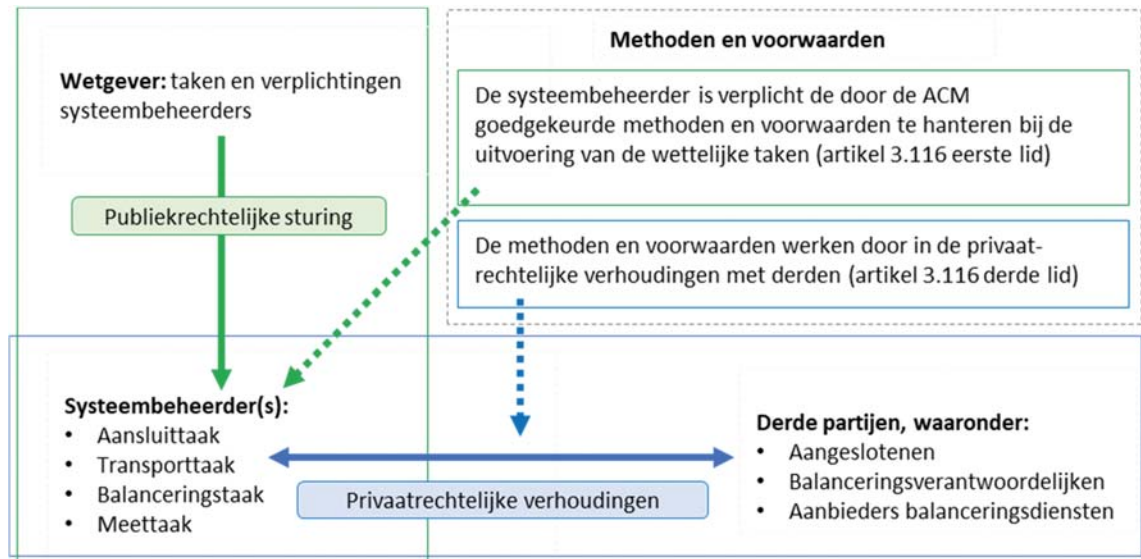 Methoden en voorwaarden
Wetgever: taken en verplichtingen
systeembeheerders
De systeembeheerder is verplicht de door de ACM
goedgekeurde methoden en voorwaarden te hanteren bij de
uitvoering van de wettelijke taken (artikel 3.116 eerste lid)
Publiekrechtelijke sturing
De methoden en voorwaarden werken door in de privaat-
rechtelijke verhoudingen met derden (artikel 3.116 derde lid)
Systeembeheerder(s):
• Aansluittaak
• Transporttaak
• Balanceringstaak
• Meettaak
Privaatrechtelijke verhoudingen
Derde partijen, waaronder:
• Aangeslotenen
• Balanceringsverantwoordelijken
• Aanbieders balanceringsdiensten